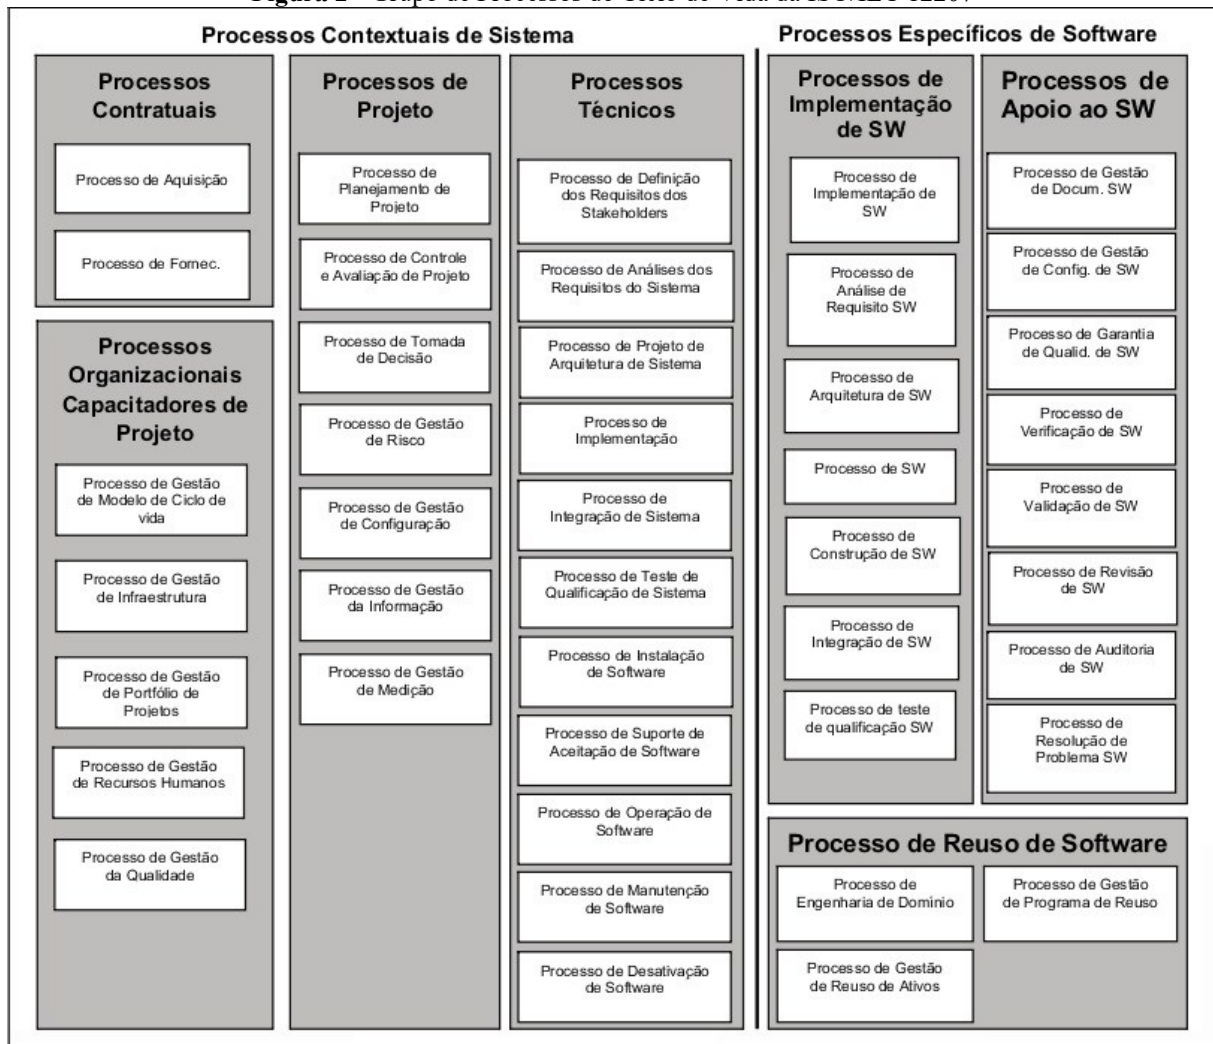 Processos Contextuais de Sistema
Processos Contratuais
Processo de Aquisição
Processo de Fornec.
Processos
Organizacionais
Capacitadores de
Projeto
Processo de Gestão
de Modelo de Ciclo de
vida
Processo de Gestão
de Infraestrutura
Processo de Gestão
de Portfólio de
Projetos
Processo de Gestão
de Recursos Humanos
Processo de Gestão
da Qualidade
Processos de
Projeto
Processo de
Planejamento de
Projeto
Processo de Controle
e Avaliação de Projeto
Processo de Tomada
de Decisão
Processo de Gestão
de Risco
Processo de Gestão
de Configuração
Processo de Gestão
da Informação
Processo de Gestão
de Medição
Processos
Técnicos
Processo de Definição
dos Requisitos dos
Stakeholders
Processo de Análises dos
Requisitos do Sistema
Processo de Projeto de
Arquitetura de Sistema
Processo de
Implementação
Processo de
Integração de Sistema
Processo de Teste de
Qualificação de Sistema
Processo de Instalação
de Software
Processo de Suporte de
Aceitação de Software
Processo de Operação de
Software
Processo de Manutenção
de Software
Processo de Desativação
de Software
Processos Específicos de Software
Processos de
Implementação
de SW
Processo de
Implementação de
SW
Processo de
Análise de
Requisito SW
Processo de
Arquitetura de SW
Processo de SW
Processo de
Construção de SW
Processo de
Integração de SW
Processo de teste
de qualificação SW
Processos de
Apoio ao SW
Processo de Gestão
de Docum. SW
Processo de Gestão
de Config. de SW
Processo de Garantia
de Qualid. de SW
Processo de
Verificação de SW
Processo de
Validação de SW
Processo de Revisão
de SW
Processo de Auditoria
de SW
Processo de
Resolução de
Problema SW
Processo de Reuso de Software
Processo de
Engenharia de Domínio
Processo de Gestão
de Programa de Reuso
Processo de Gestão
de Reuso de Ativos